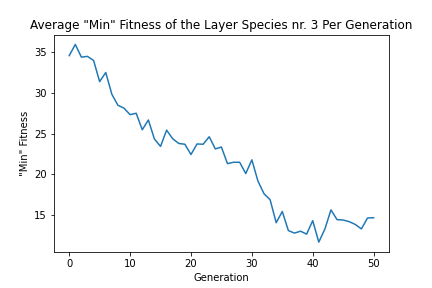 Average "Min" Fitness of the Layer Species nr. 3 Per Generation
35
30
25
20
15
"Min" Fitness
0 10 20 30 40 50
Generation